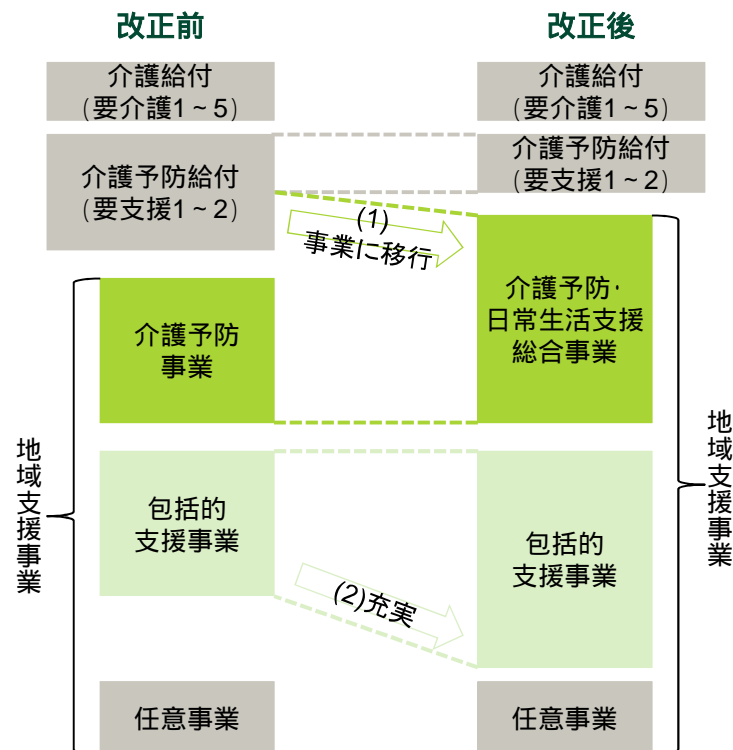 改正前
改正後
介護給付
(要介護1～5)
介護給付
(要介護1～5)
介護予防給付
(要支援1～2)
介護予防給付
(要支援1～2)
(1)
事業に移行
介護予防
事業
介護予防・
日常生活支援
総合事業
地域支援事業
地域支援事業
包括的
支援事業
包括的
支援事業
(2)充実
任意事業
任意事業